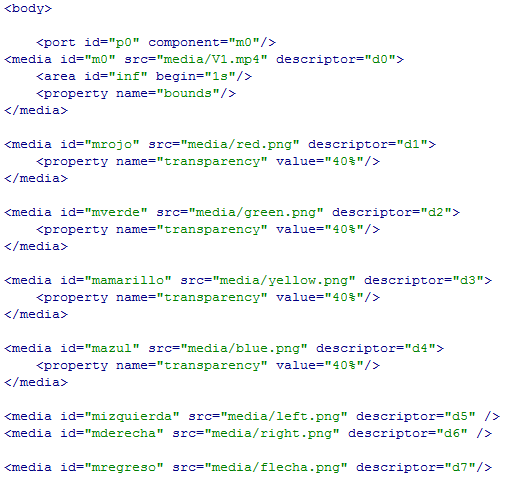 <body>
<port id="p0" component="m0"/>
<media id="m0" src="media/V1.mp4" descriptor="d0">
<area id="inf" begin="1s"/>
<property name="bounds"/>
</media>
<media id="mrojo" src="media/red.png" descriptor="d1">
<property name="transparency" value="40%"/>
</media>
<media id="mverde" src="media/green.png" descriptor="d2">
<property name="transparency" value="40%"/>
</media>
<media id="mamarillo" src="media/yellow.png" descriptor="d3">
<property name="transparency" value="40%"/>
</media>
<media id="mazul" src="media/blue.png" descriptor="d4">
<property name="transparency" value="40%"/>
</media>
<media id="mizquierda" src="media/left.png" descriptor="d5" />
<media id="mderecha" src="media/right.png" descriptor="d6" />
<media id="mregreso" src="media/flecha.png" descriptor="d7"/>